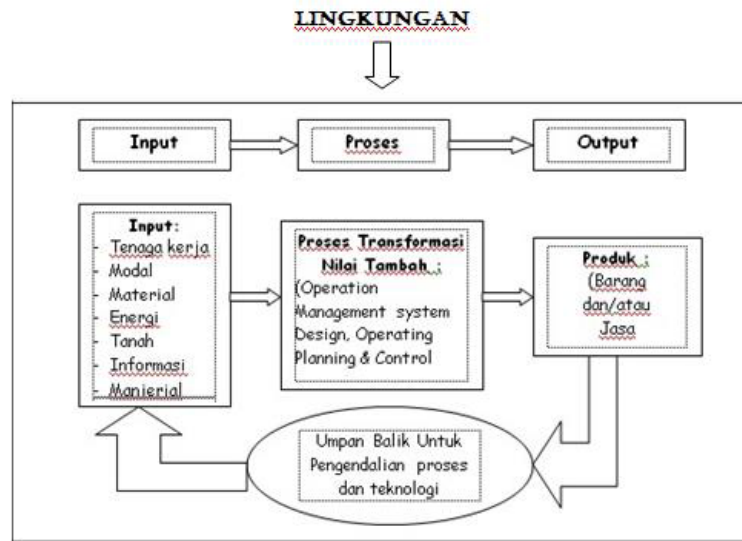 LINGKUNGAN
Input
Proses
Output
Input:
- Tenaga kerja
- Modal
- Material
- Energi
- Tanah
- Informasi
- Manierial
Proses Transformasi
Nilai Tambah :
(Operation
Management system
Design, Operating
Planning & Control
Produk :
(Barang
dan/atau
Jasa
Umpan Balik Untuk
Pengendalian proses
dan teknologi